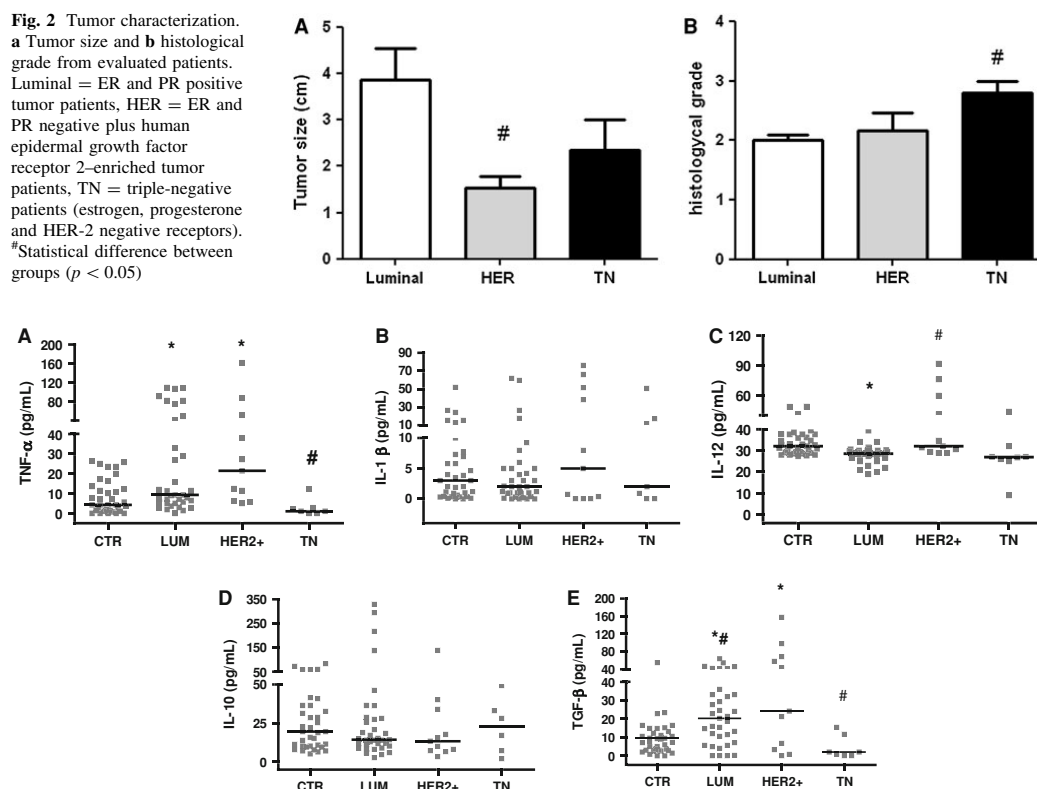 Fig. 2 Tumor characterization.
a Tumor size and b histological
grade from evaluated patients.
Luminal = ER and PR positive
tumor patients, HER = ER and
PR negative plus human
epidermal growth factor
receptor 2–enriched tumor
patients, TN = triple-negative
patients (estrogen, progesterone
and HER-2 negative receptors).
#Statistical difference between
groups (p < 0.05)
A
Tumor size (cm)
5
4
3
2
1
0
#
Luminal HER TN
B
histologycal grade
4
3
2
1
0
#
Luminal HER TN
A
TNF-α (pg/mL)
200
160
120
80
40
40
30
20
10
0
* * #
CTR LUM HER2+ TN
B
IL-1 β (pg/mL)
90
70
50
30
10
10
5
0
CTR LUM HER2+ TN
C
IL-12 (pg/mL)
120
90
60
40
30
20
10
0
* #
CTR LUM HER2+ TN
D
IL-10 (pg/mL)
350
250
150
50
50
25
0
CTR LUM HER2+ TN
E
TGF-β (pg/mL)
200
160
120
80
40
40
30
20
10
0
*# * #
CTR LUM HER2+ TN